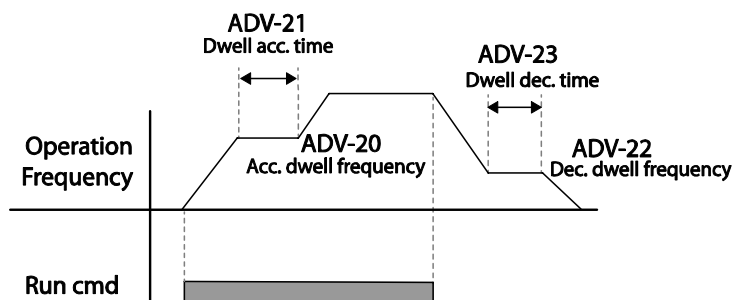 ADV-21
Dwell acc. time
ADV-23
Dwell dec. time
Operation
Frequency
ADV-20
Acc. dwell frequency
ADV-22
Dec. dwell frequency
Run cmd